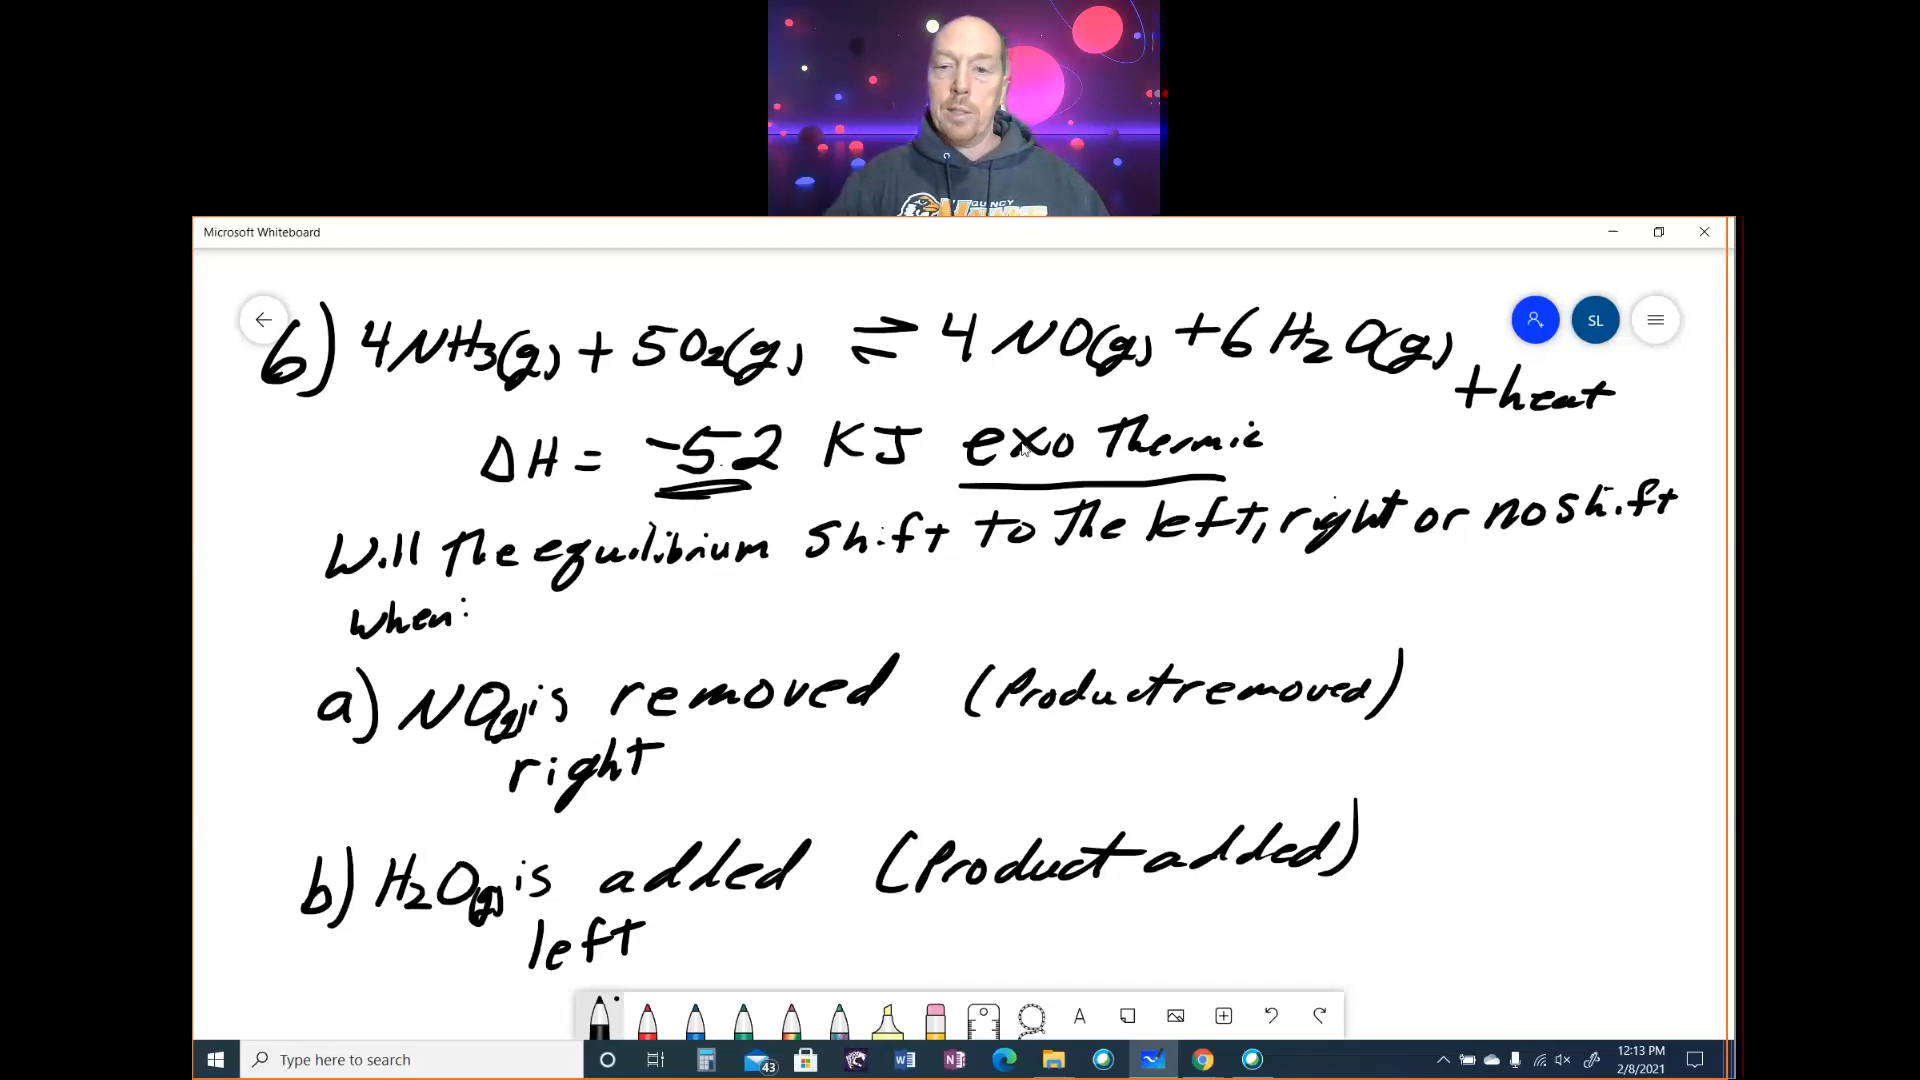 QUINCY
Microsoft Whiteboard
6) 4NH3(g) + 5O2(g) ⇌ 4NO(g) + 6H2O(g)
+heat
SL
ΔH = -52 KJ exothermic
Will the equilibrium shift to the left, right or no shift
when:
a) NO(g) is removed (Product removed)
right
b) H2O(g) is added (Product added)
left
A
Type here to search
43
12:13 PM
2/8/2021